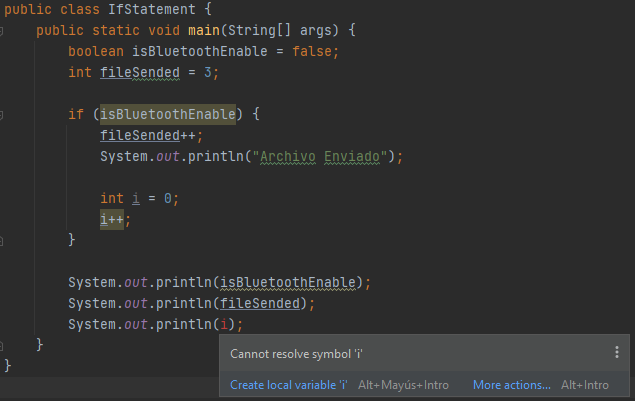 public class IfStatement {
public static void main(String[] args) {
boolean isBluetoothEnable = false;
int fileSended = 3;
if (isBluetoothEnable) {
fileSended++;
System.out.println("Archivo Enviado");
int i = 0;
i++;
}
System.out.println(isBluetoothEnable);
System.out.println(fileSended);
System.out.println(i);
}
Cannot resolve symbol 'i'
Create local variable 'i' Alt+Mayús+Intro More actions... Alt+Intro
}